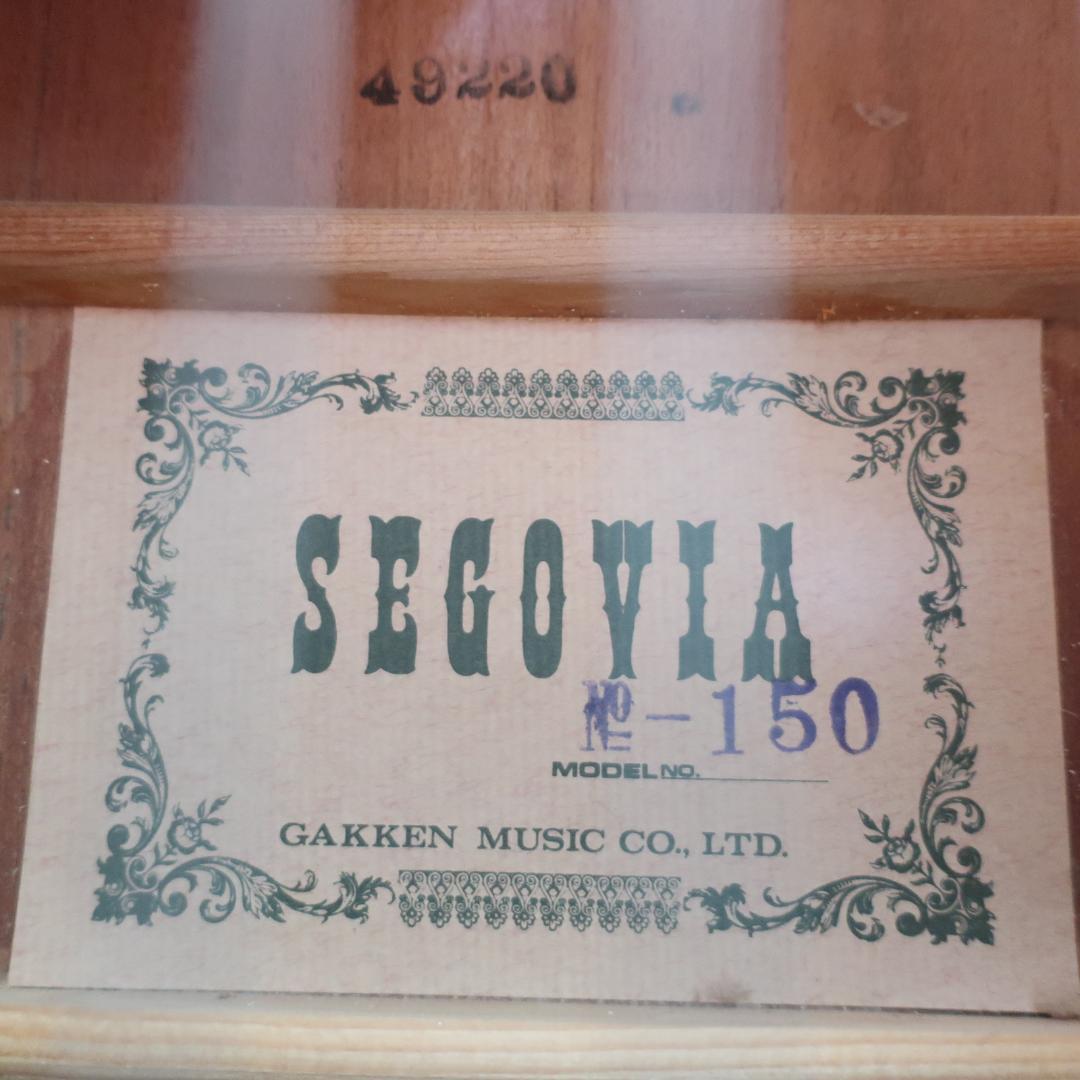 49220
SEGOVIA
№-150
MODEL NO.
GAKKEN MUSIC CO., LTD.